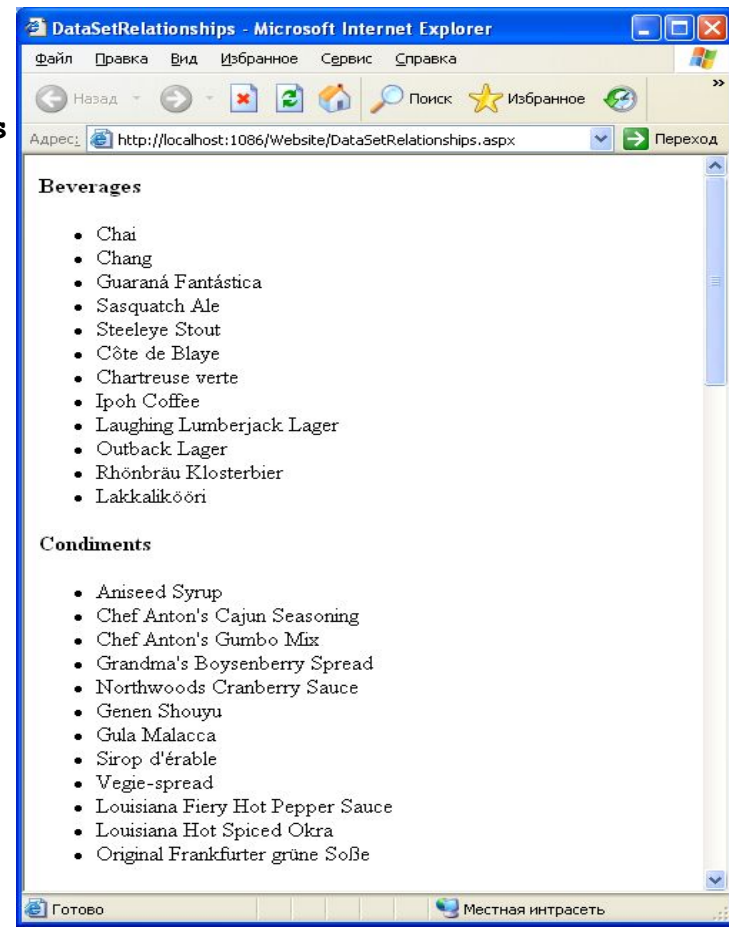 DataSetRelationships - Microsoft Internet Explorer
Файл Правка Вид Избранное Сервис Справка
Назад Поиск Избранное »
s
Адрес: http://localhost:1086/Website/DataSetRelationships.aspx Переход
Beverages
• Chai
• Chang
• Guaraná Fantástica
• Sasquatch Ale
• Steeleye Stout
• Côte de Blaye
• Chartreuse verte
• Ipoh Coffee
• Laughing Lumberjack Lager
• Outback Lager
• Rhönbräu Klosterbier
• Lakkalikööri
Condiments
• Aniseed Syrup
• Chef Anton's Cajun Seasoning
• Chef Anton's Gumbo Mix
• Grandma's Boysenberry Spread
• Northwoods Cranberry Sauce
• Genen Shouyu
• Gula Malacca
• Sirop d'érable
• Vegie-spread
• Louisiana Fiery Hot Pepper Sauce
• Louisiana Hot Spiced Okra
• Original Frankfurter grüne Soße
Готово Местная интрасеть